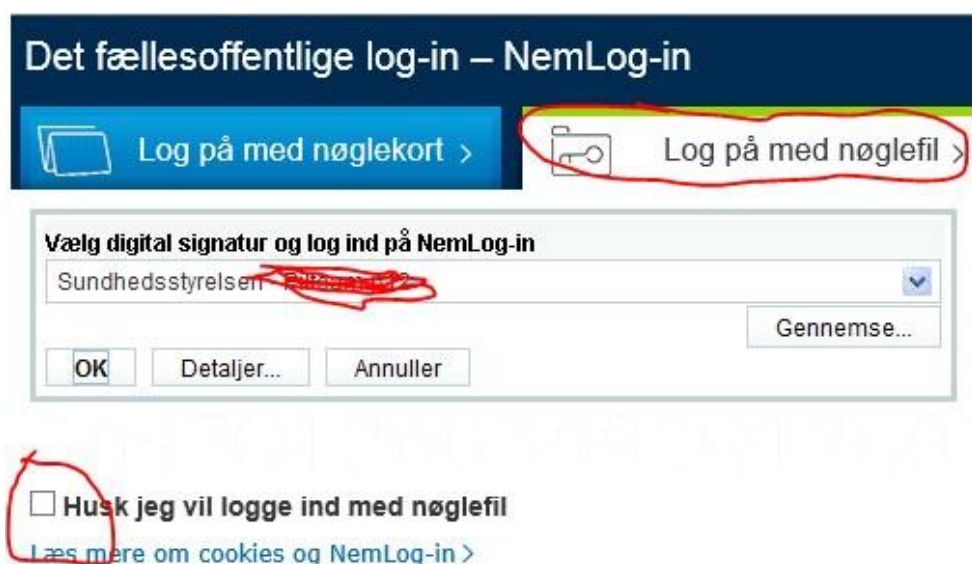 Det fællesoffentlige log-in – NemLog-in
Log på med nøglekort > Log på med nøglefil >
Vælg digital signatur og log ind på NemLog-in
Sundhedsstyrelsen -
Gennemse...
OK Detaljer... Annuller
Husk jeg vil logge ind med nøglefil
Læs mere om cookies og NemLog-in >